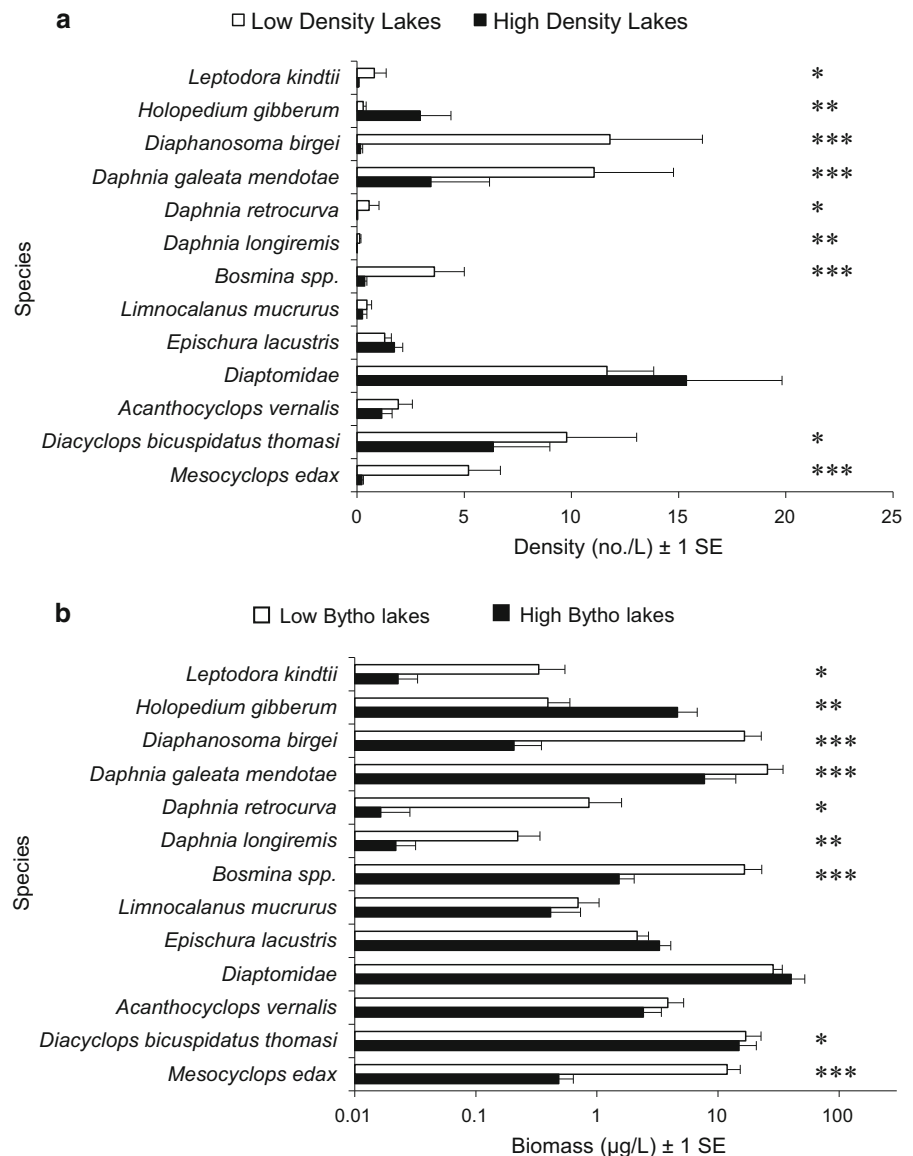 a
Low Density Lakes High Density Lakes
Species
Leptodora kindtii *
Holopedium gibberum **
Diaphanosoma birgei ***
Daphnia galeata mendotae ***
Daphnia retrocurva *
Daphnia longiremis **
Bosmina spp. ***
Limnocalanus mucrurus
Epischura lacustris
Diaptomidae
Acanthocyclops vernalis
Diacyclops bicuspidatus thomasi *
Mesocyclops edax ***
0 5 10 15 20 25
Density (no./L) ± 1 SE
b
Low Bytho lakes High Bytho lakes
Species
Leptodora kindtii *
Holopedium gibberum **
Diaphanosoma birgei ***
Daphnia galeata mendotae ***
Daphnia retrocurva *
Daphnia longiremis **
Bosmina spp. ***
Limnocalanus mucrurus
Epischura lacustris
Diaptomidae
Acanthocyclops vernalis
Diacyclops bicuspidatus thomasi *
Mesocyclops edax ***
0.01 0.1 1 10 100
Biomass (µg/L) ± 1 SE